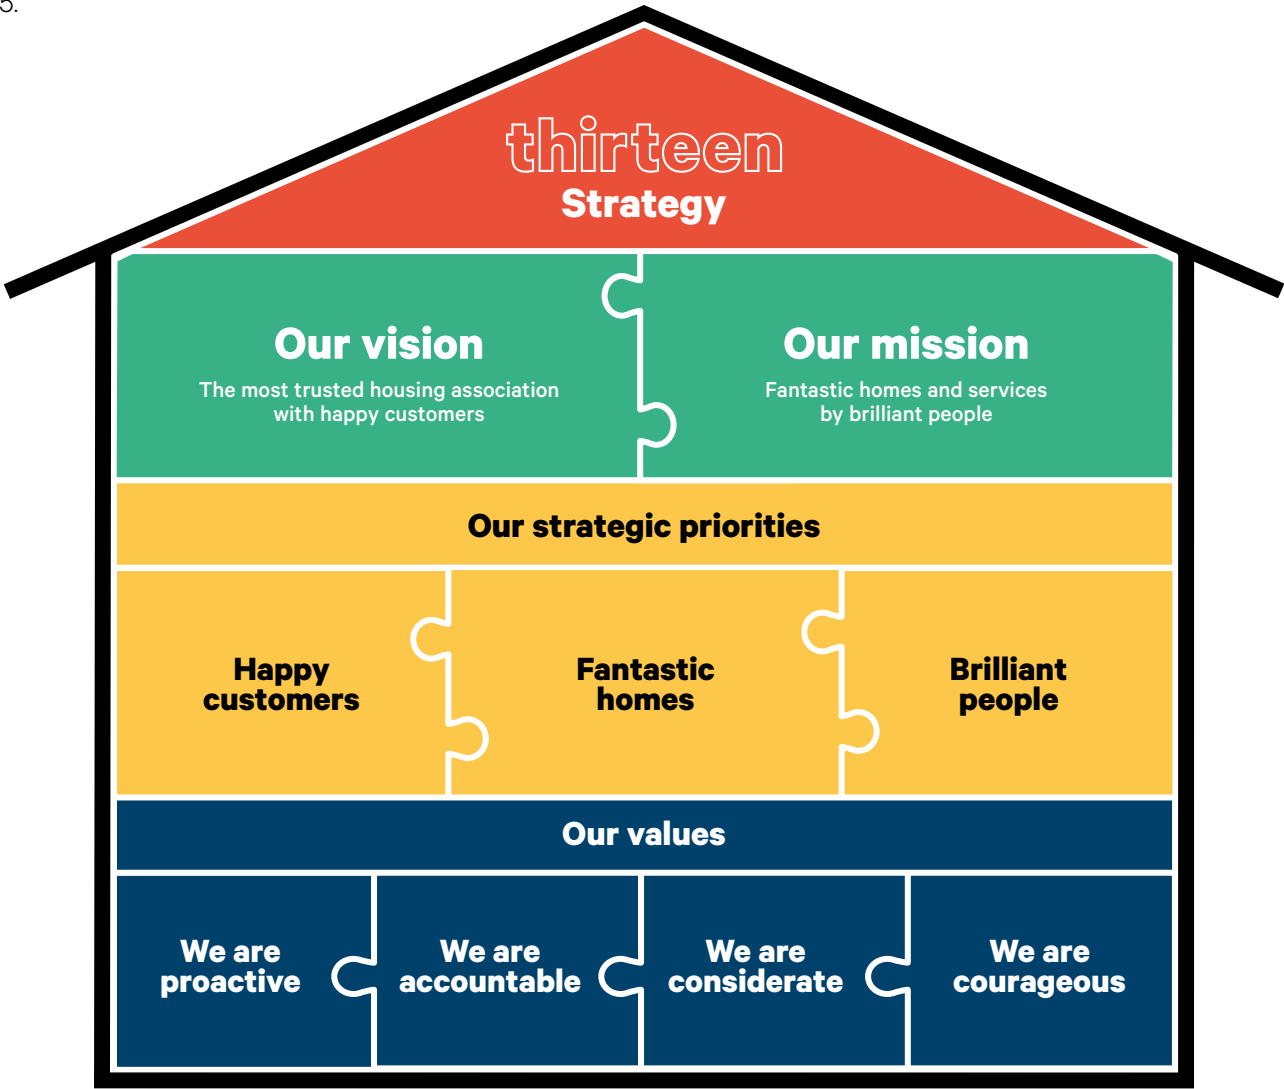 5.
thirteen
Strategy
Our vision
The most trusted housing association
with happy customers
Our mission
Fantastic homes and services
by brilliant people
Our strategic priorities
Happy
customers
Fantastic
homes
Brilliant
people
Our values
We are
proactive
We are
accountable
We are
considerate
We are
courageous